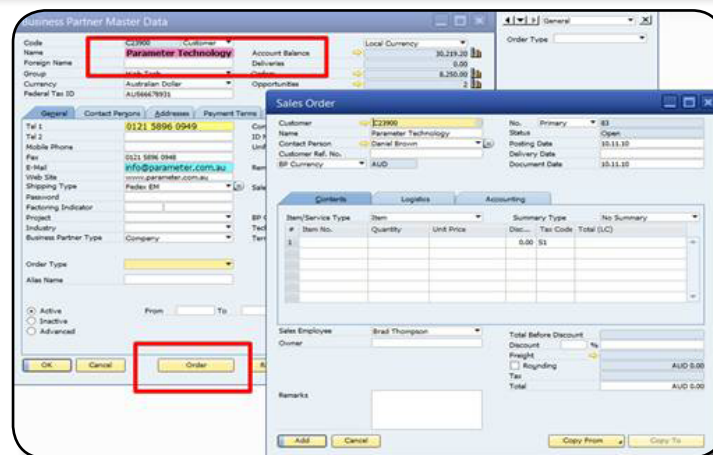 Business Partner Master Data
Code C23900 Customer Local Currency
Name Parameter Technology Account Balance 30,219.20
Foreign Name Deliveries 0.00
Group High Tech Orders 8,250.00
Currency Australian Dollar Opportunities 2
Federal Tax ID AU566678931
General Contact Persons Addresses Payment Terms
Tel 1 0121 5896 0949
Tel 2
Mobile Phone
Fax 0121 5896 0948
E-Mail info@parameter.com.au
Web Site www.parameter.com.au
Shipping Type Fedex EM
Password
Factoring Indicator
Project
Industry
Business Partner Type Company
Order Type
Alias Name
Active From To
Inactive
Advanced
OK Cancel Order
General
Order Type
Sales Order
Customer C23900 No. Primary 83
Name Parameter Technology Status Open
Contact Person Daniel Brown Posting Date 10.11.10
Customer Ref. No. Delivery Date
BP Currency AUD Document Date 10.11.10
Contents Logistics Accounting
Item/Service Type Item Summary Type No Summary
# Item No. Quantity Unit Price Disc... Tax Code Total (LC)
1 0.00 S1
Sales Employee Brad Thompson Total Before Discount
Owner Discount %
Freight
Rounding AUD 0.00
Tax
Total AUD 0.00
Remarks
Add Cancel Copy From Copy To